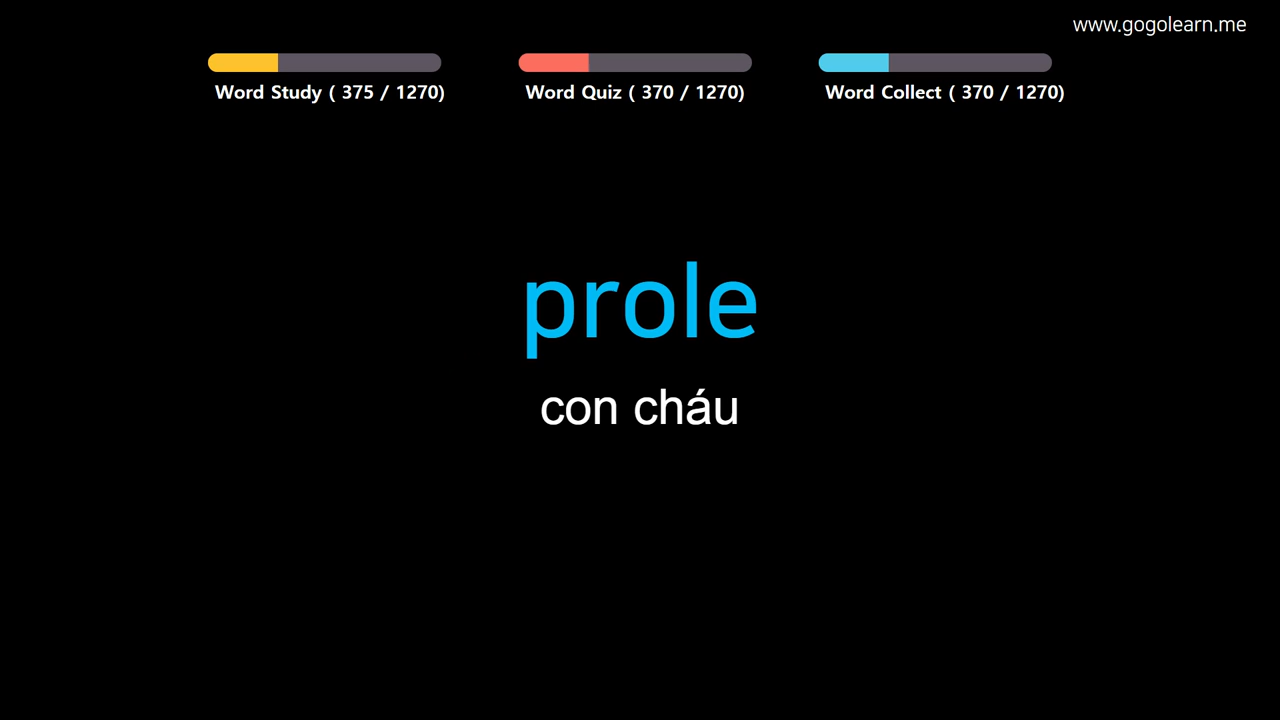 www.gogolearn.me
Word Study ( 375 / 1270)
Word Quiz ( 370 / 1270)
Word Collect ( 370 / 1270)
prole
con cháu